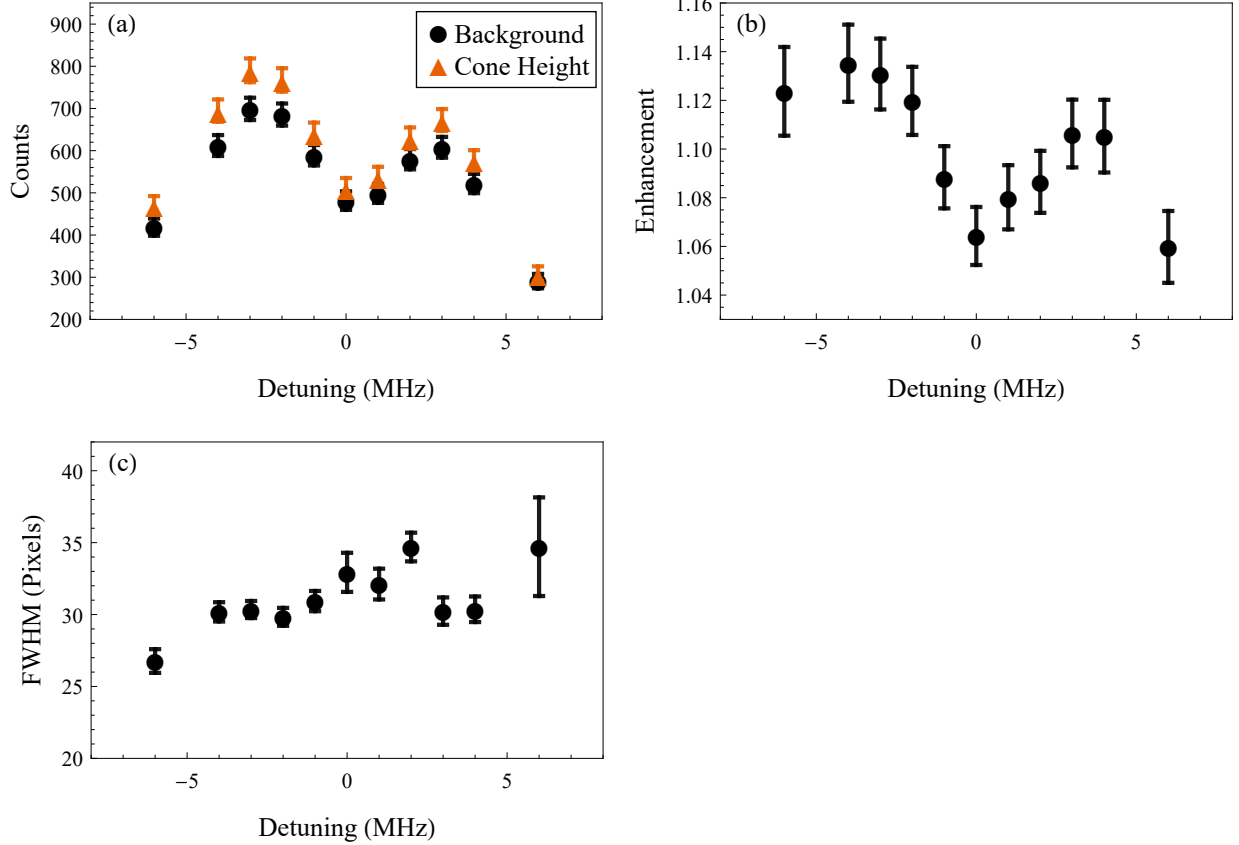 (a)
Background
Cone Height
900
800
700
600
500
400
300
200
Counts
−5
0
5
Detuning (MHz)
(b)
1.16
1.14
1.12
1.10
1.08
1.06
1.04
Enhancement
−5
0
5
Detuning (MHz)
(c)
40
35
30
25
20
FWHM (Pixels)
−5
0
5
Detuning (MHz)